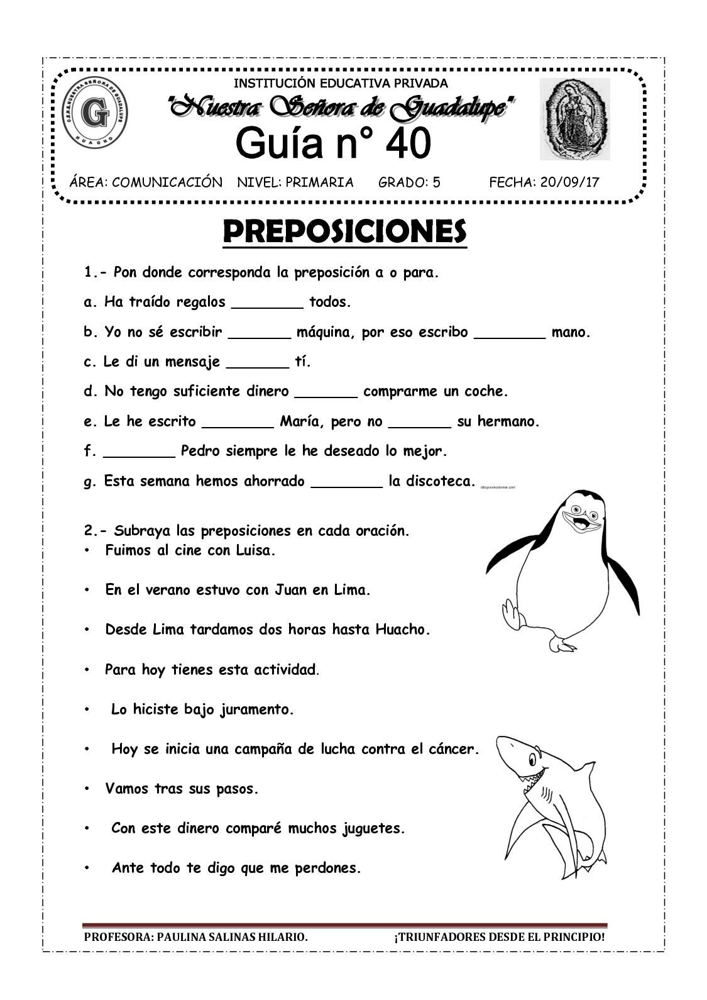 INSTITUCIÓN EDUCATIVA PRIVADA
"Nuestra Señora de Guadalupe"
C.E.N.E.NUESTRA SEÑORA DE GUADALUPE
G
HUACHO
Guía n° 40
ÁREA: COMUNICACIÓN NIVEL: PRIMARIA GRADO: 5 FECHA: 20/09/17
PREPOSICIONES
1.- Pon donde corresponda la preposición a o para.
a. Ha traído regalos ________ todos.
b. Yo no sé escribir _______ máquina, por eso escribo ________ mano.
c. Le di un mensaje _______ tí.
d. No tengo suficiente dinero _______ comprarme un coche.
e. Le he escrito ________ María, pero no _______ su hermano.
f. ________ Pedro siempre le he deseado lo mejor.
g. Esta semana hemos ahorrado ________ la discoteca.
2.- Subraya las preposiciones en cada oración.
• Fuimos al cine con Luisa.
• En el verano estuvo con Juan en Lima.
• Desde Lima tardamos dos horas hasta Huacho.
• Para hoy tienes esta actividad.
• Lo hiciste bajo juramento.
• Hoy se inicia una campaña de lucha contra el cáncer.
• Vamos tras sus pasos.
• Con este dinero comparé muchos juguetes.
• Ante todo te digo que me perdones.
PROFESORA: PAULINA SALINAS HILARIO. ¡TRIUNFADORES DESDE EL PRINCIPIO!